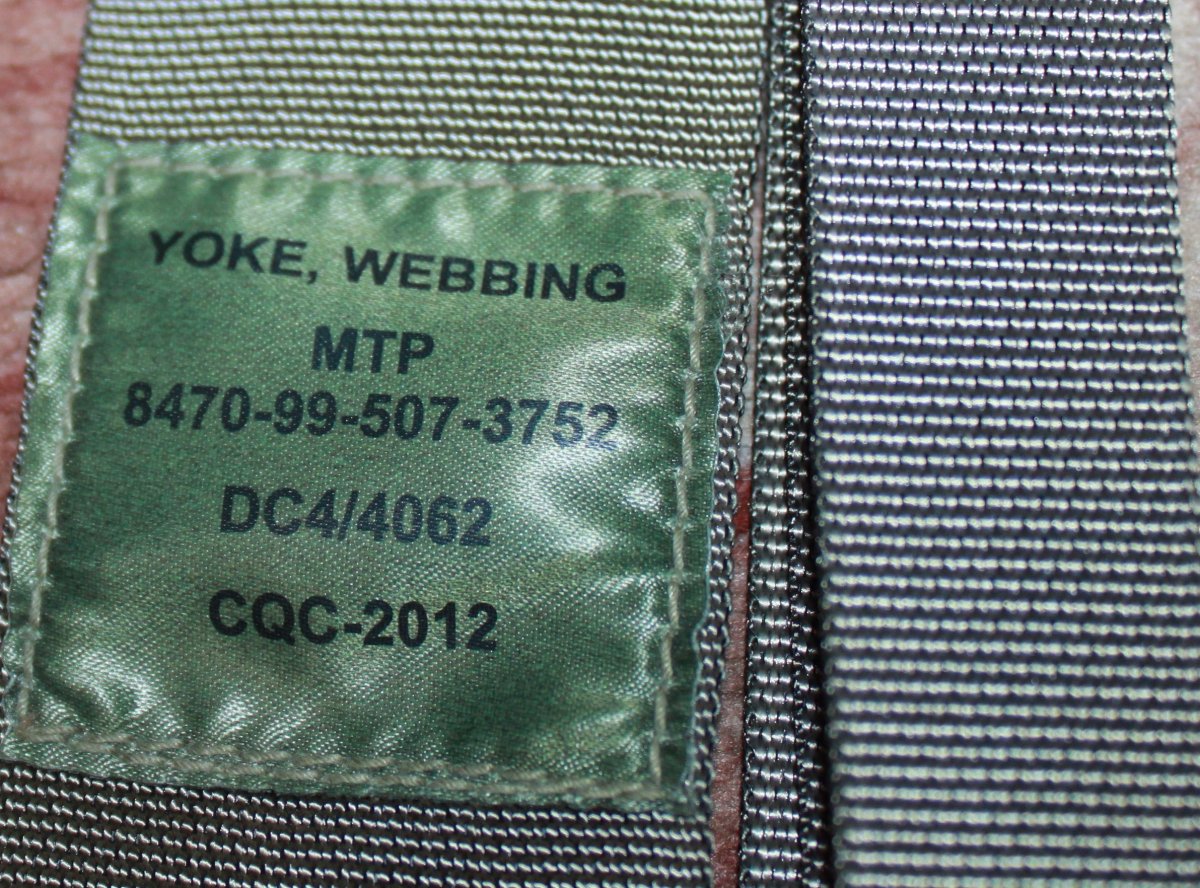 YOKE, WEBBING
MTP
8470-99-507-3752
DC4/4062
CQC-2012